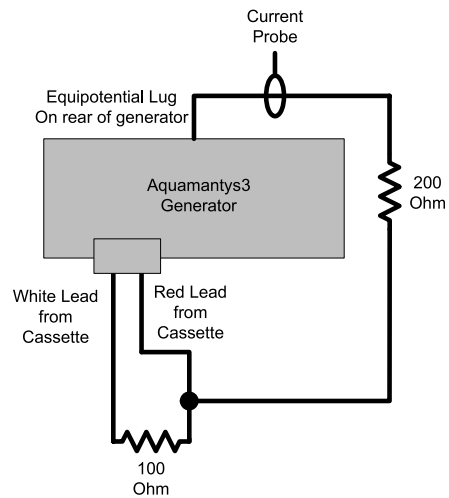 Current
Probe
Equipotential Lug
On rear of generator
Aquamantys3
Generator
200
Ohm
White Lead
from
Cassette
Red Lead
from
Cassette
100
Ohm